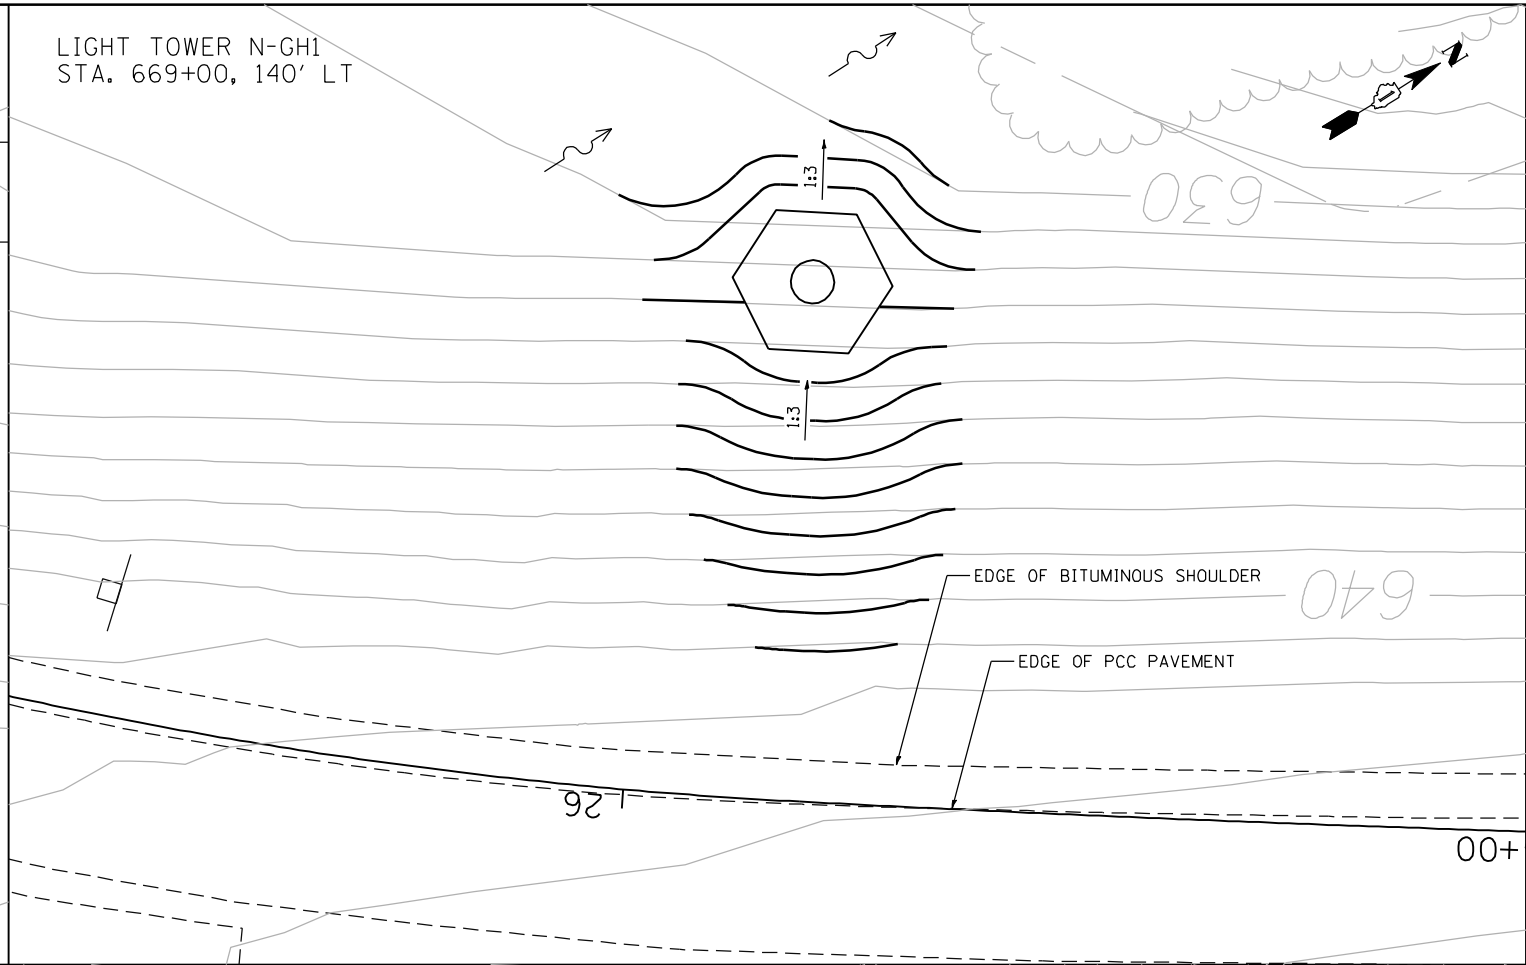 LIGHT TOWER N-GH1
STA. 669+00, 140' LT
N
1:3
630
1:3
EDGE OF BITUMINOUS SHOULDER
640
EDGE OF PCC PAVEMENT
26
+00